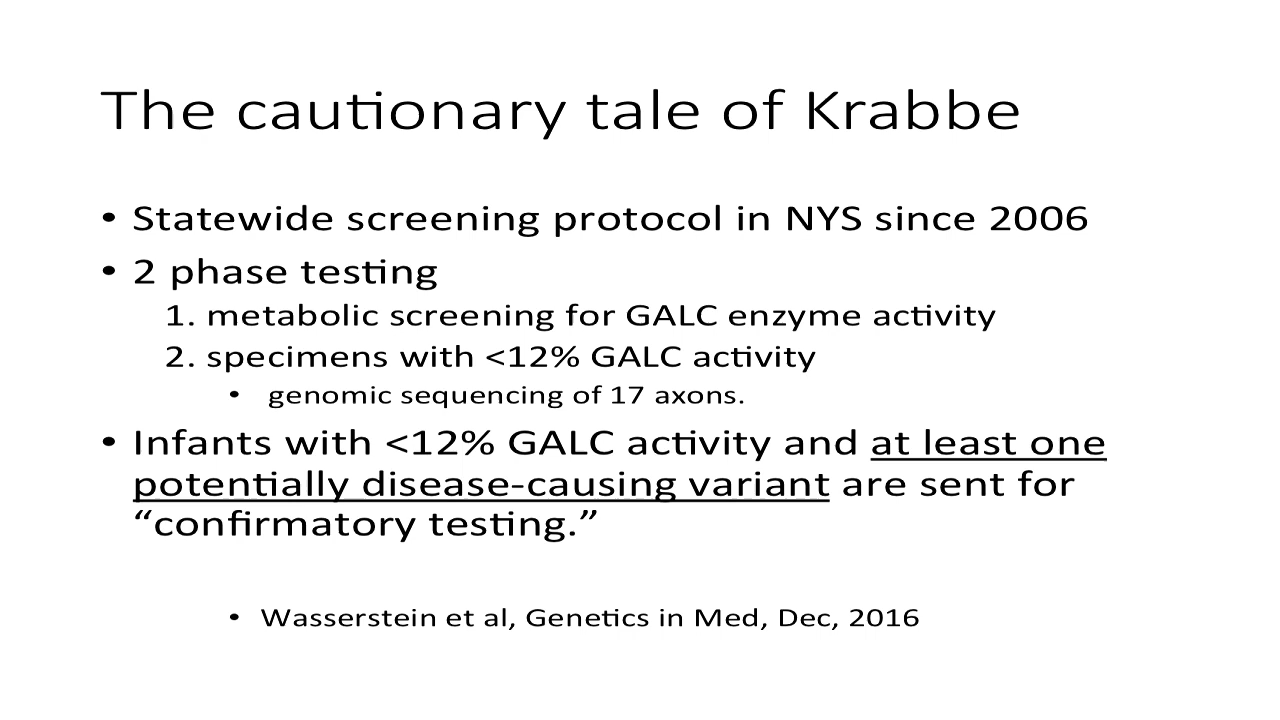 The cautionary tale of Krabbe
• Statewide screening protocol in NYS since 2006
• 2 phase testing
1. metabolic screening for GALC enzyme activity
2. specimens with <12% GALC activity
• genomic sequencing of 17 axons.
• Infants with <12% GALC activity and at least one
potentially disease-causing variant are sent for
“confirmatory testing.”
• Wasserstein et al, Genetics in Med, Dec, 2016